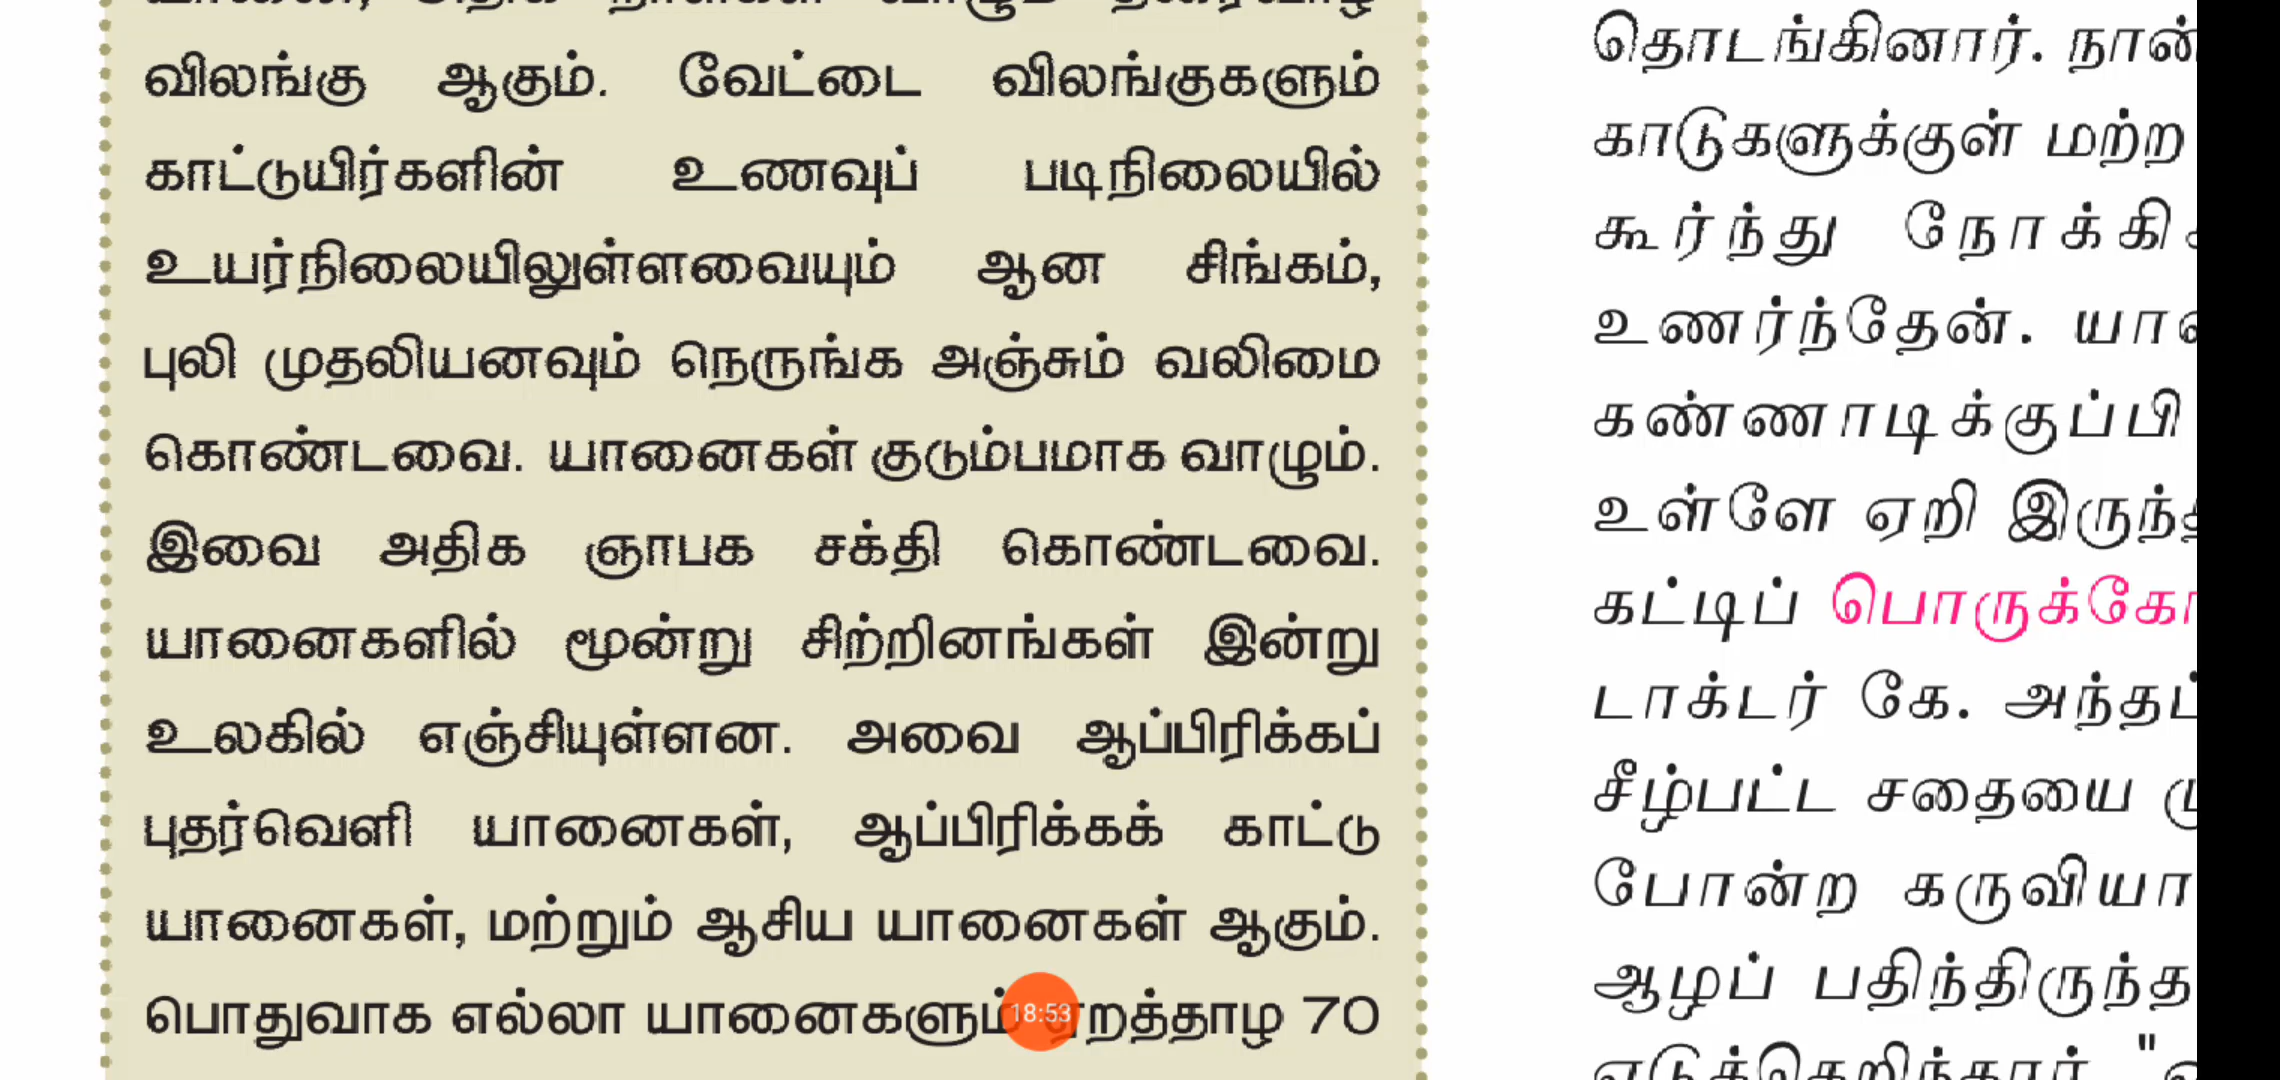 விலங்கு ஆகும். வேட்டை விலங்குகளும்
காட்டுயிர்களின் உணவுப் படிநிலையில்
உயர்நிலையிலுள்ளவையும் ஆன சிங்கம்,
புலி முதலியனவும் நெருங்க அஞ்சும் வலிமை
கொண்டவை. யானைகள் குடும்பமாக வாழும்.
இவை அதிக ஞாபக சக்தி கொண்டவை.
யானைகளில் மூன்று சிற்றினங்கள் இன்று
உலகில் எஞ்சியுள்ளன. அவை ஆப்பிரிக்கப்
புதர்வெளி யானைகள், ஆப்பிரிக்கக் காட்டு
யானைகள், மற்றும் ஆசிய யானைகள் ஆகும்.
பொதுவாக எல்லா யானைகளும் 70
18:53
தொடங்கினார். நான்
காடுகளுக்குள் மற்ற
கூர்ந்து நோக்கி
உணர்ந்தேன்.
கண்ணாடிக்குப்பி
உள்ளே ஏறி
கட்டிப்
டாக்டர் கே.
சீழ்பட்ட சதையை
போன்ற
ஆழப்